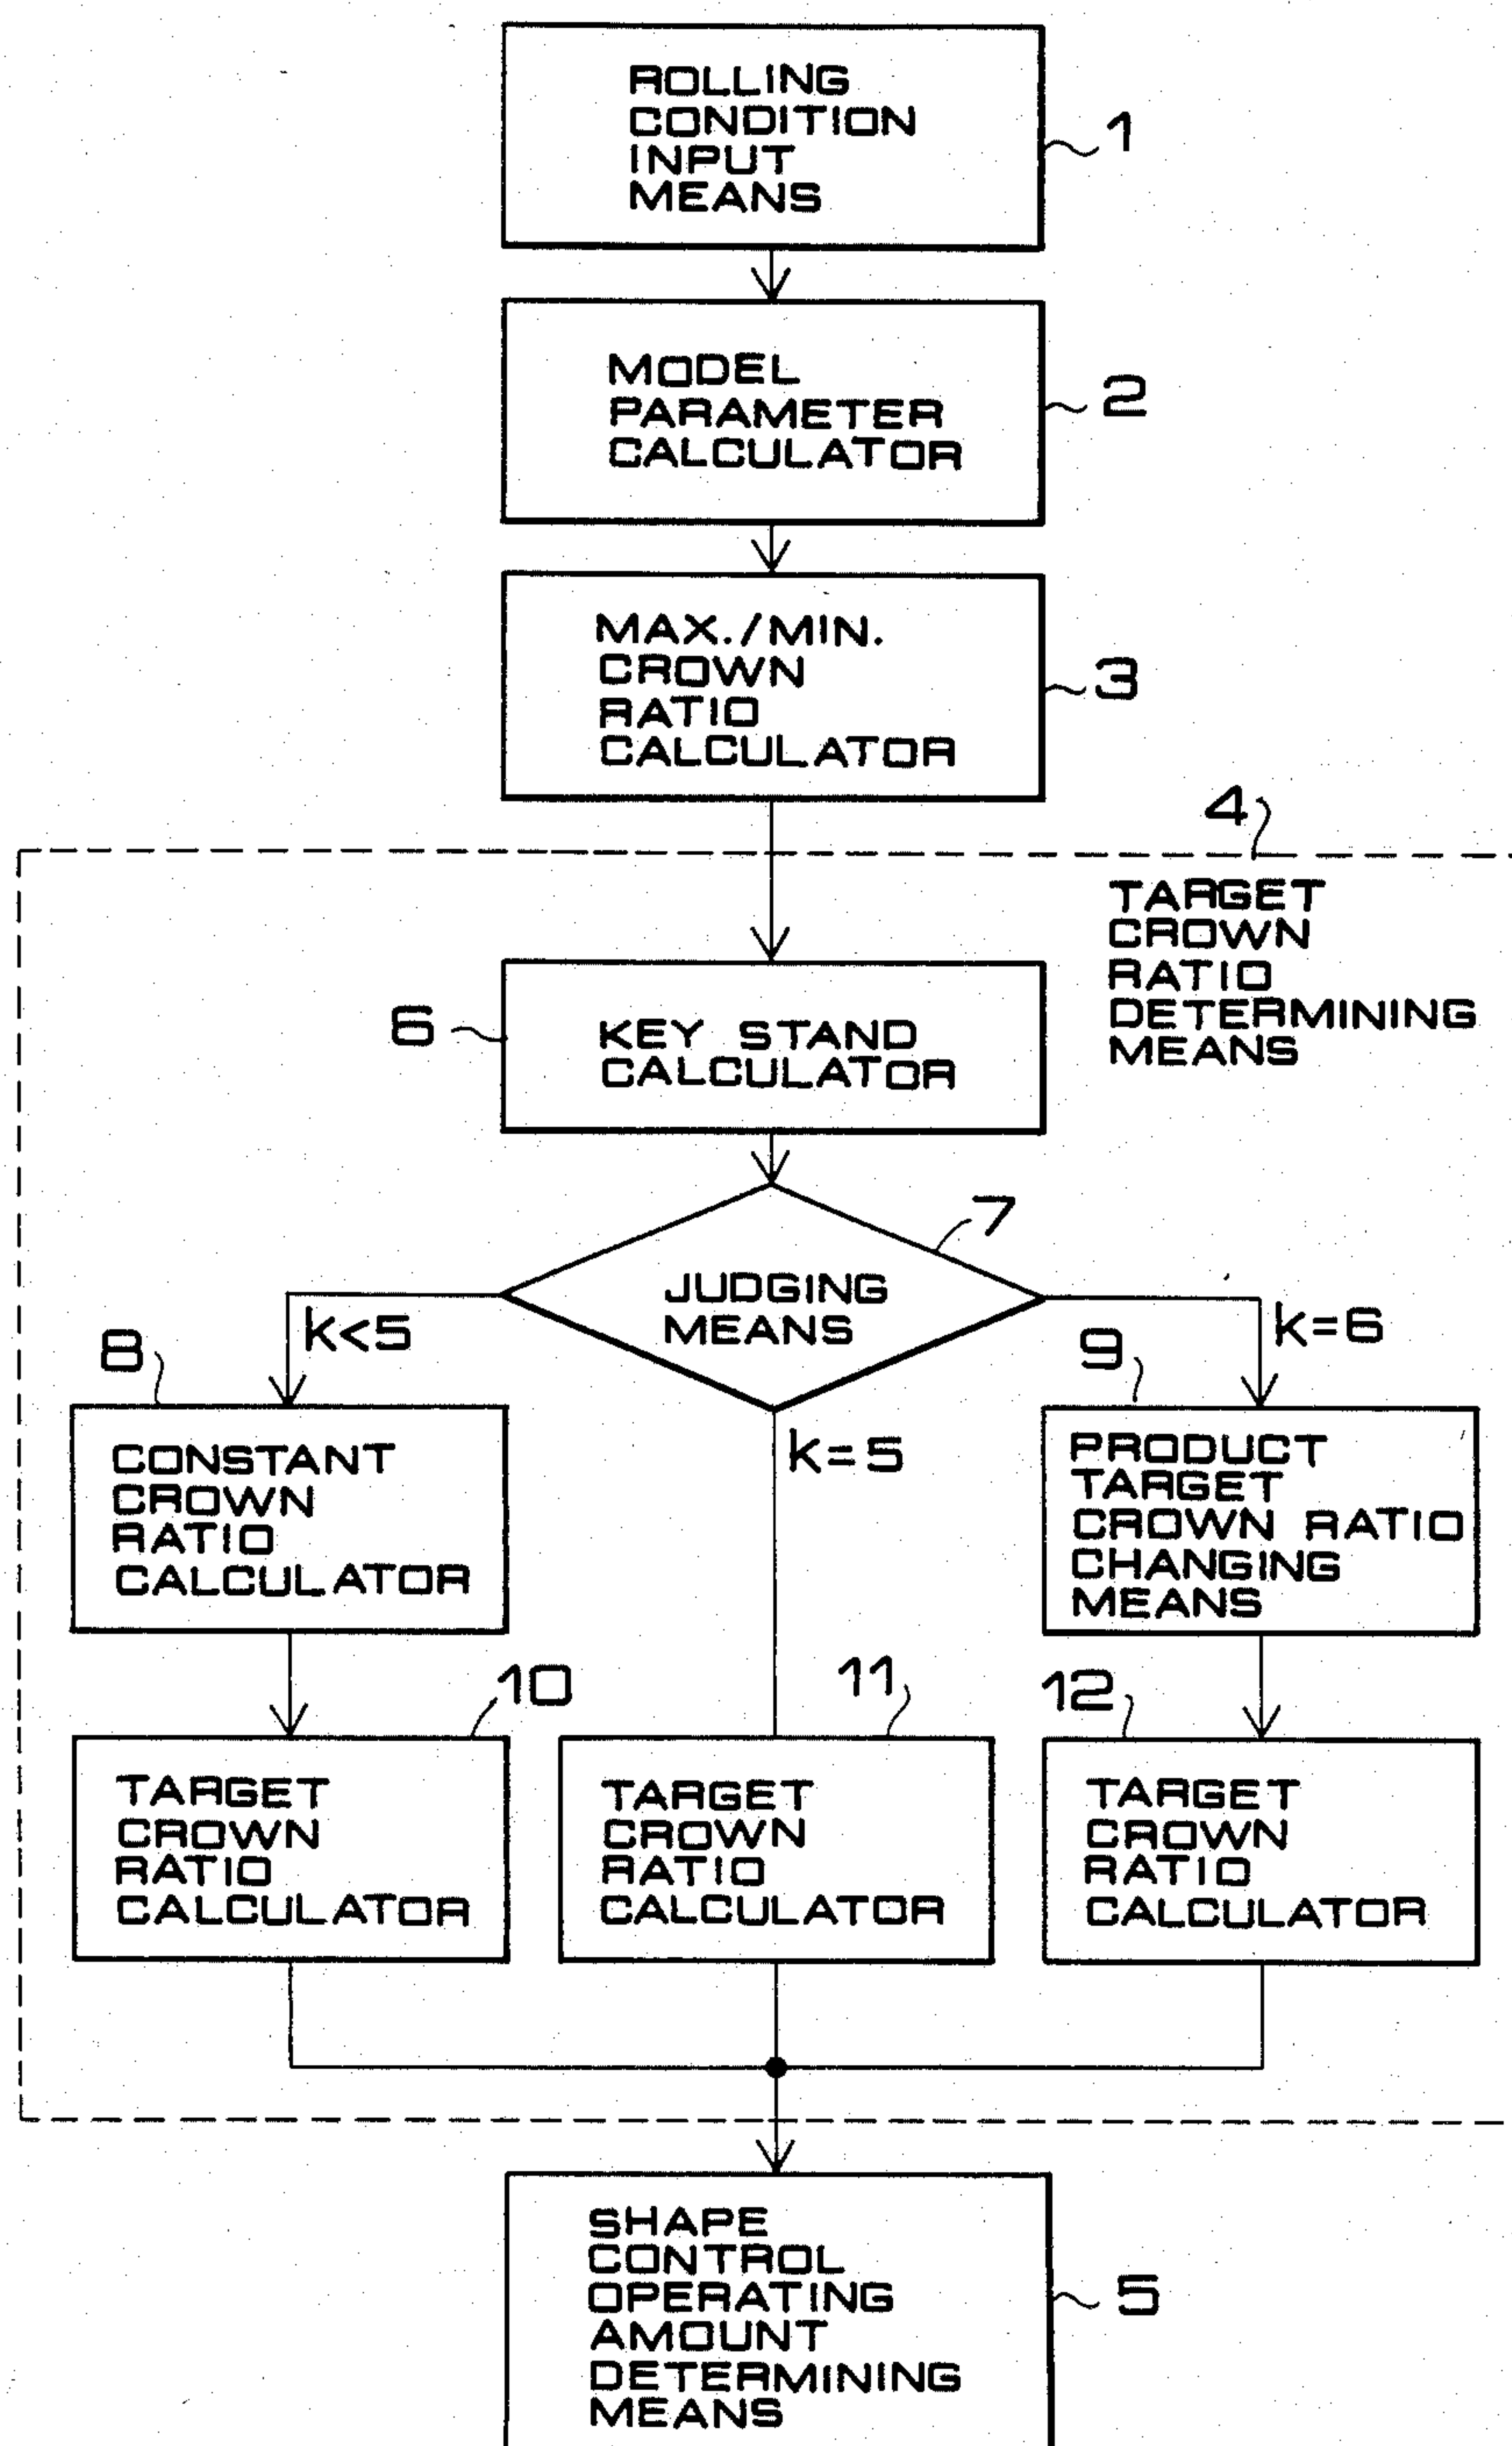 ROLLING
CONDITION
INPUT
MEANS
1
MODEL
PARAMETER
CALCULATOR
2
MAX./MIN.
CROWN
RATIO
CALCULATOR
3
4
TARGET
CROWN
RATIO
DETERMINING
MEANS
6
KEY STAND
CALCULATOR
7
JUDGING
MEANS
k<5
k=5
k=6
8
CONSTANT
CROWN
RATIO
CALCULATOR
9
PRODUCT
TARGET
CROWN RATIO
CHANGING
MEANS
10
TARGET
CROWN
RATIO
CALCULATOR
11
TARGET
CROWN
RATIO
CALCULATOR
12
TARGET
CROWN
RATIO
CALCULATOR
SHAPE
CONTROL
OPERATING
AMOUNT
DETERMINING
MEANS
5